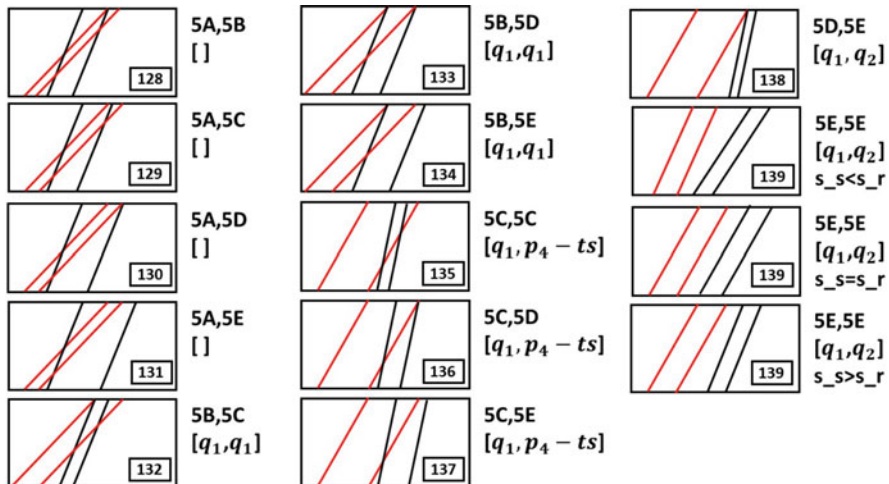 5A,5B
[ ]
128
5A,5C
[ ]
129
5A,5D
[ ]
130
5A,5E
[ ]
131
5B,5C
[q₁,q₁]
132
5B,5D
[q₁,q₁]
133
5B,5E
[q₁,q₁]
134
5C,5C
[q₁,p₄−ts]
135
5C,5D
[q₁,p₄−ts]
136
5C,5E
[q₁,p₄−ts]
137
5D,5E
[q₁,q₂]
138
5E,5E
[q₁,q₂]
s_s<s_r
139
5E,5E
[q₁,q₂]
s_s=s_r
139
5E,5E
[q₁,q₂]
s_s>s_r
139